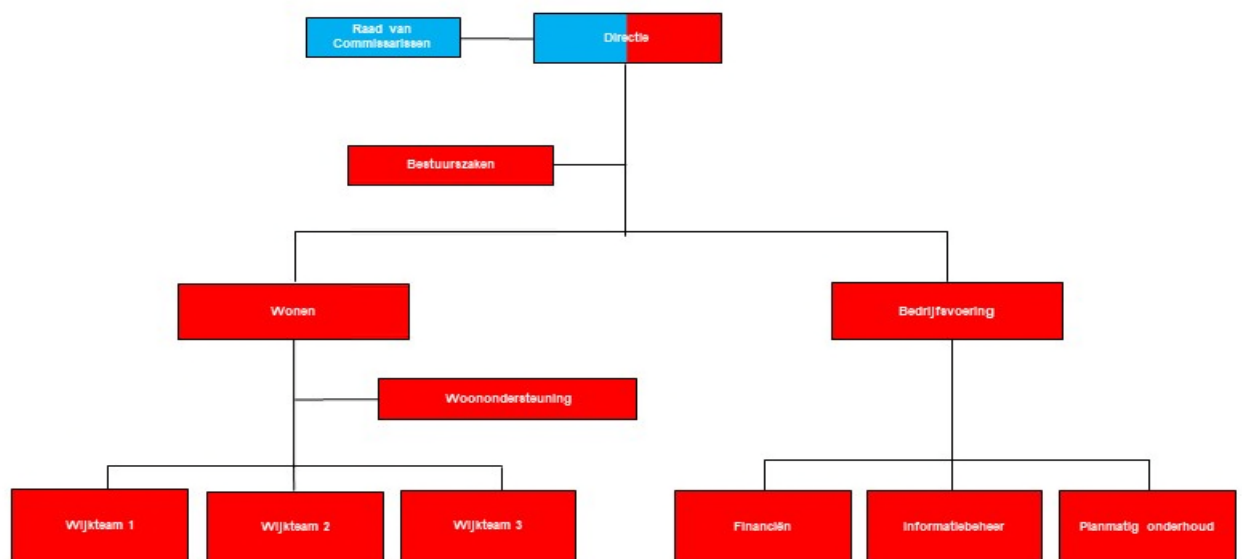 Raad van
Commissarissen
Directie
Bestuurszaken
Wonen
Bedrijfsvoering
Woonondersteuning
Wijkteam 1
Wijkteam 2
Wijkteam 3
Financiën
Informatiebeheer
Planmatig onderhoud